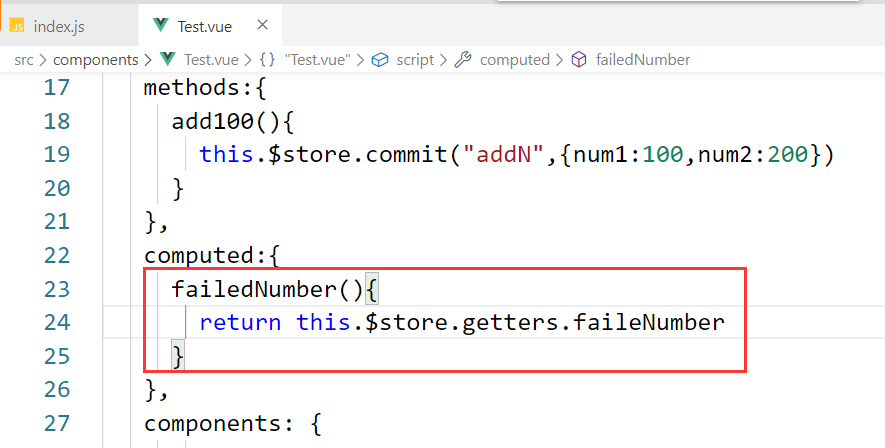 JS index.js
Test.vue ×
src > components > Test.vue > {} "Test.vue" > script > computed > failedNumber
17 methods:{
18 add100(){
19 this.$store.commit("addN",{num1:100,num2:200})
20 }
21 },
22 computed:{
23 failedNumber(){
24 return this.$store.getters.faileNumber
25 }
26 },
27 components: {